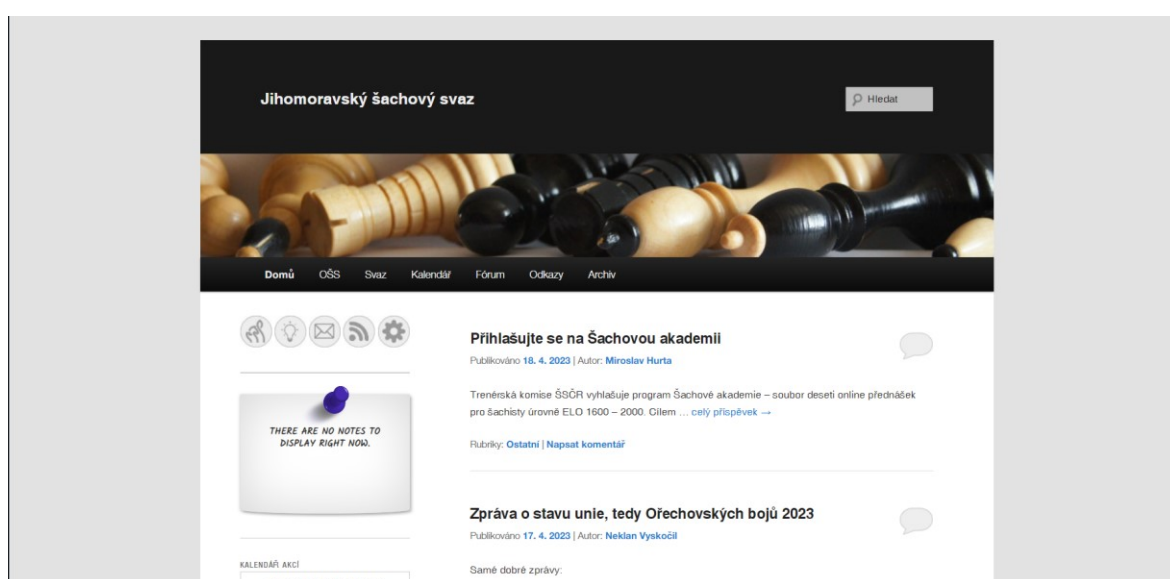 Jihomoravský šachový svaz
Hledat
Domů OŠS Svaz Kalendář Fórum Odkazy Archiv
Přihlašujte se na Šachovou akademii
Publikováno 18. 4. 2023 | Autor: Miroslav Hurta
Trenérská komise ŠSČR vyhlašuje program Šachové akademie – soubor deseti online přednášek
pro šachisty úrovně ELO 1600 – 2000. Cílem … celý příspěvek →
Rubriky: Ostatní | Napsat komentář
THERE ARE NO NOTES TO
DISPLAY RIGHT NOW.
Zpráva o stavu unie, tedy Ořechovských bojů 2023
Publikováno 17. 4. 2023 | Autor: Neklan Vyskočil
Samé dobré zprávy:
KALENDÁŘ AKCÍ